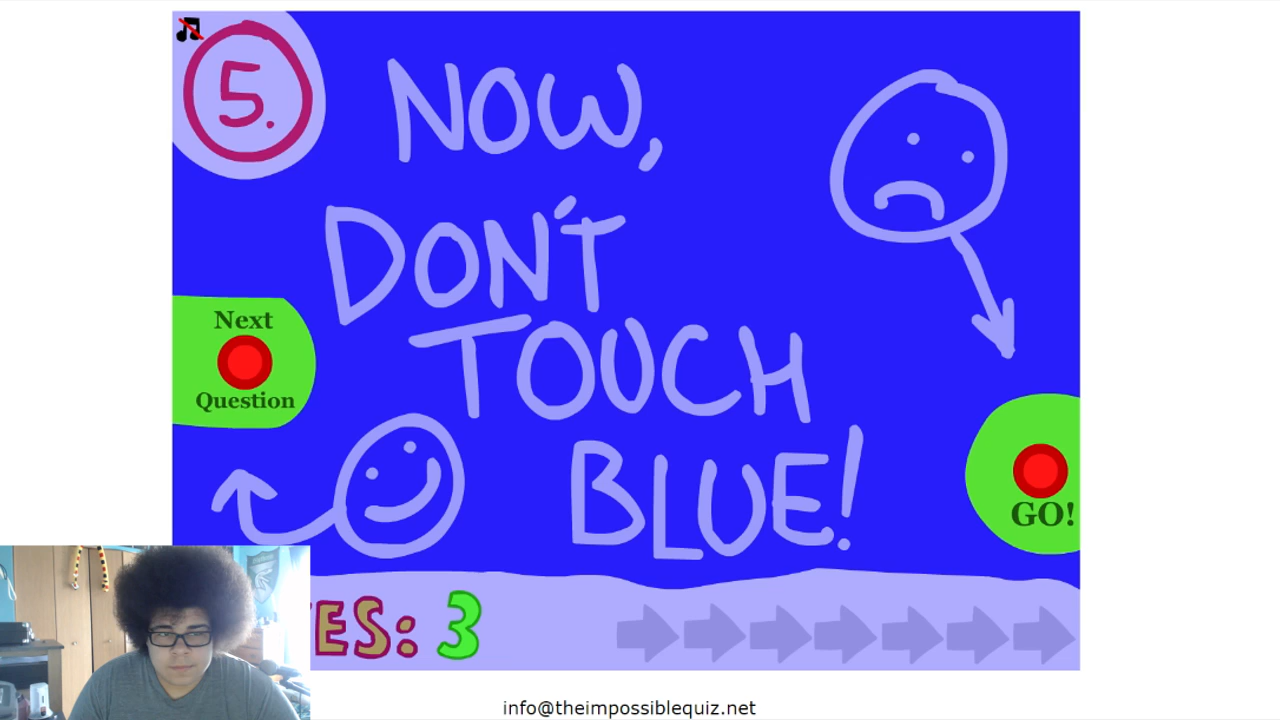 5.
NOW,
DON'T
TOUCH
BLUE!
Next
Question
GO!
ES: 3
info@theimpossiblequiz.net